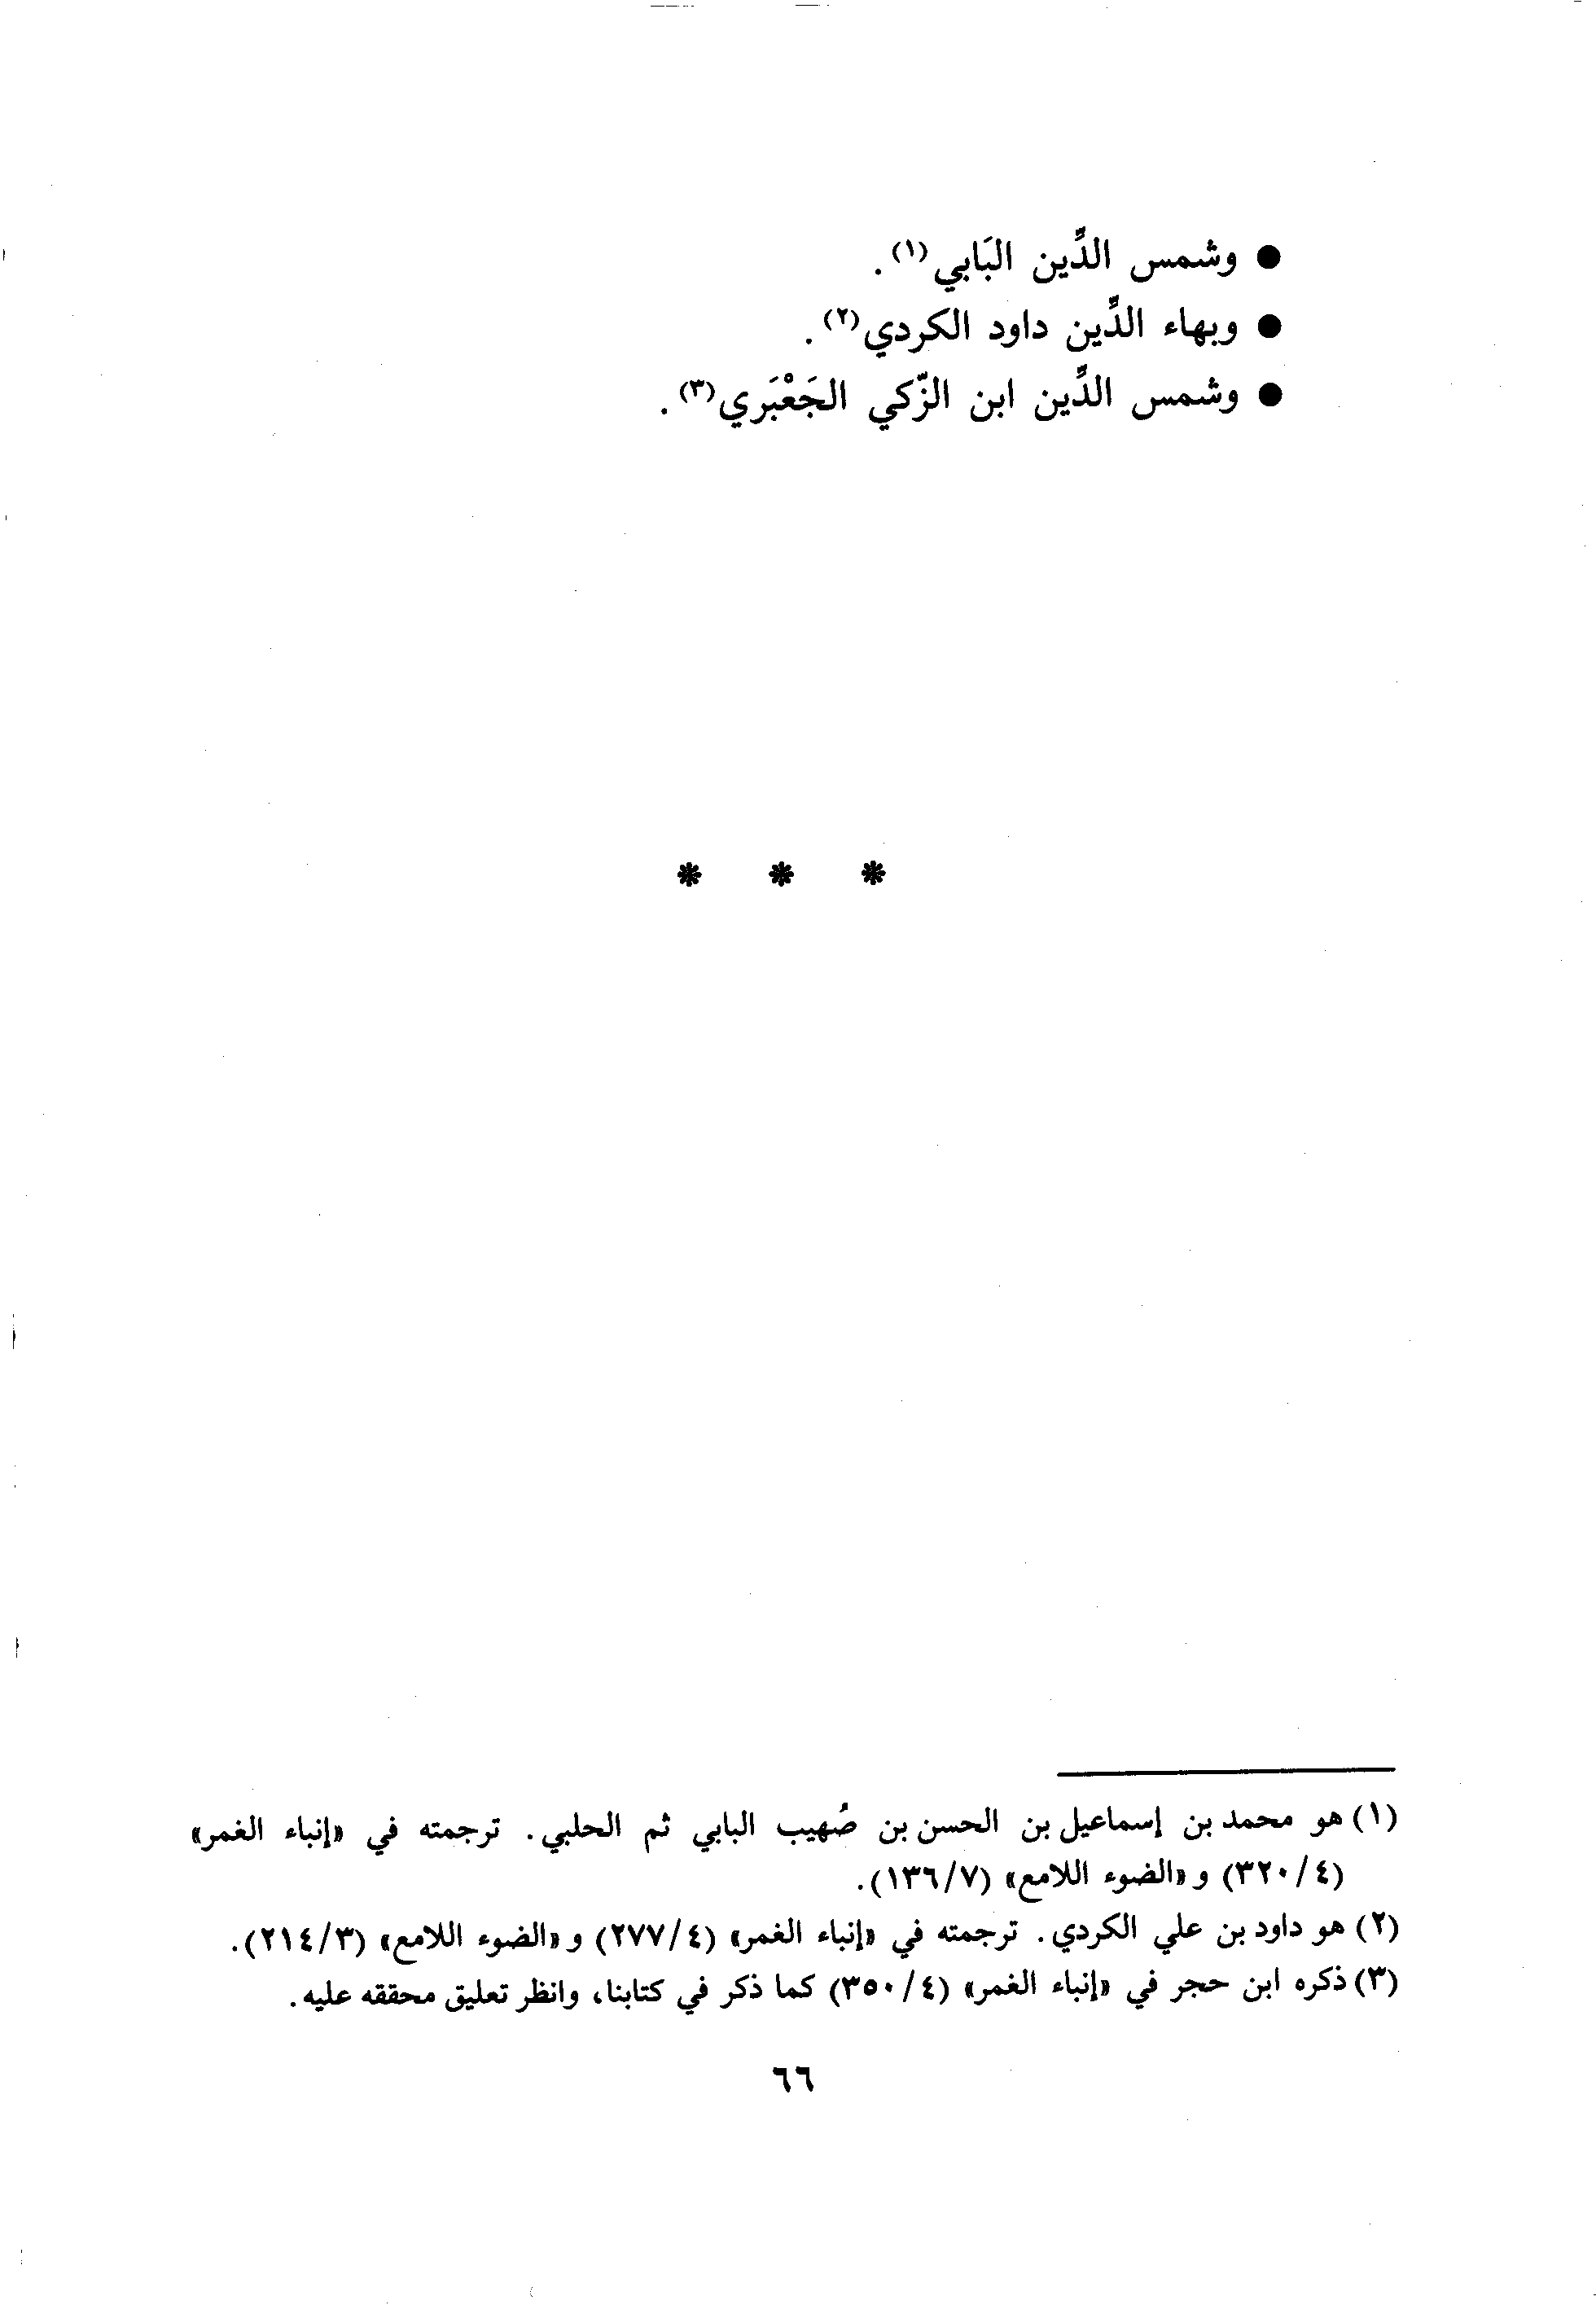 ● وشمس الدِّين البَابي(١).
● وبهاء الدِّين داود الكردي(٢).
● وشمس الدِّين ابن الزّكي الجَعْبَري(٣).
* * *
(١) هو محمد بن إسماعيل بن الحسن بن صُهيب البابي ثم الحلبي. ترجمته في «إنباء الغمر»
(٣٢٠/٤) و «الضوء اللامع» (١٣٦/٧).
(٢) هو داود بن علي الكردي. ترجمته في «إنباء الغمر» (٢٧٧/٤) و «الضوء اللامع» (٢١٤/٣).
(٣) ذكره ابن حجر في «إنباء الغمر» (٣٥٠/٤) كما ذكر في كتابنا، وانظر تعليق محققه عليه.
٦٦